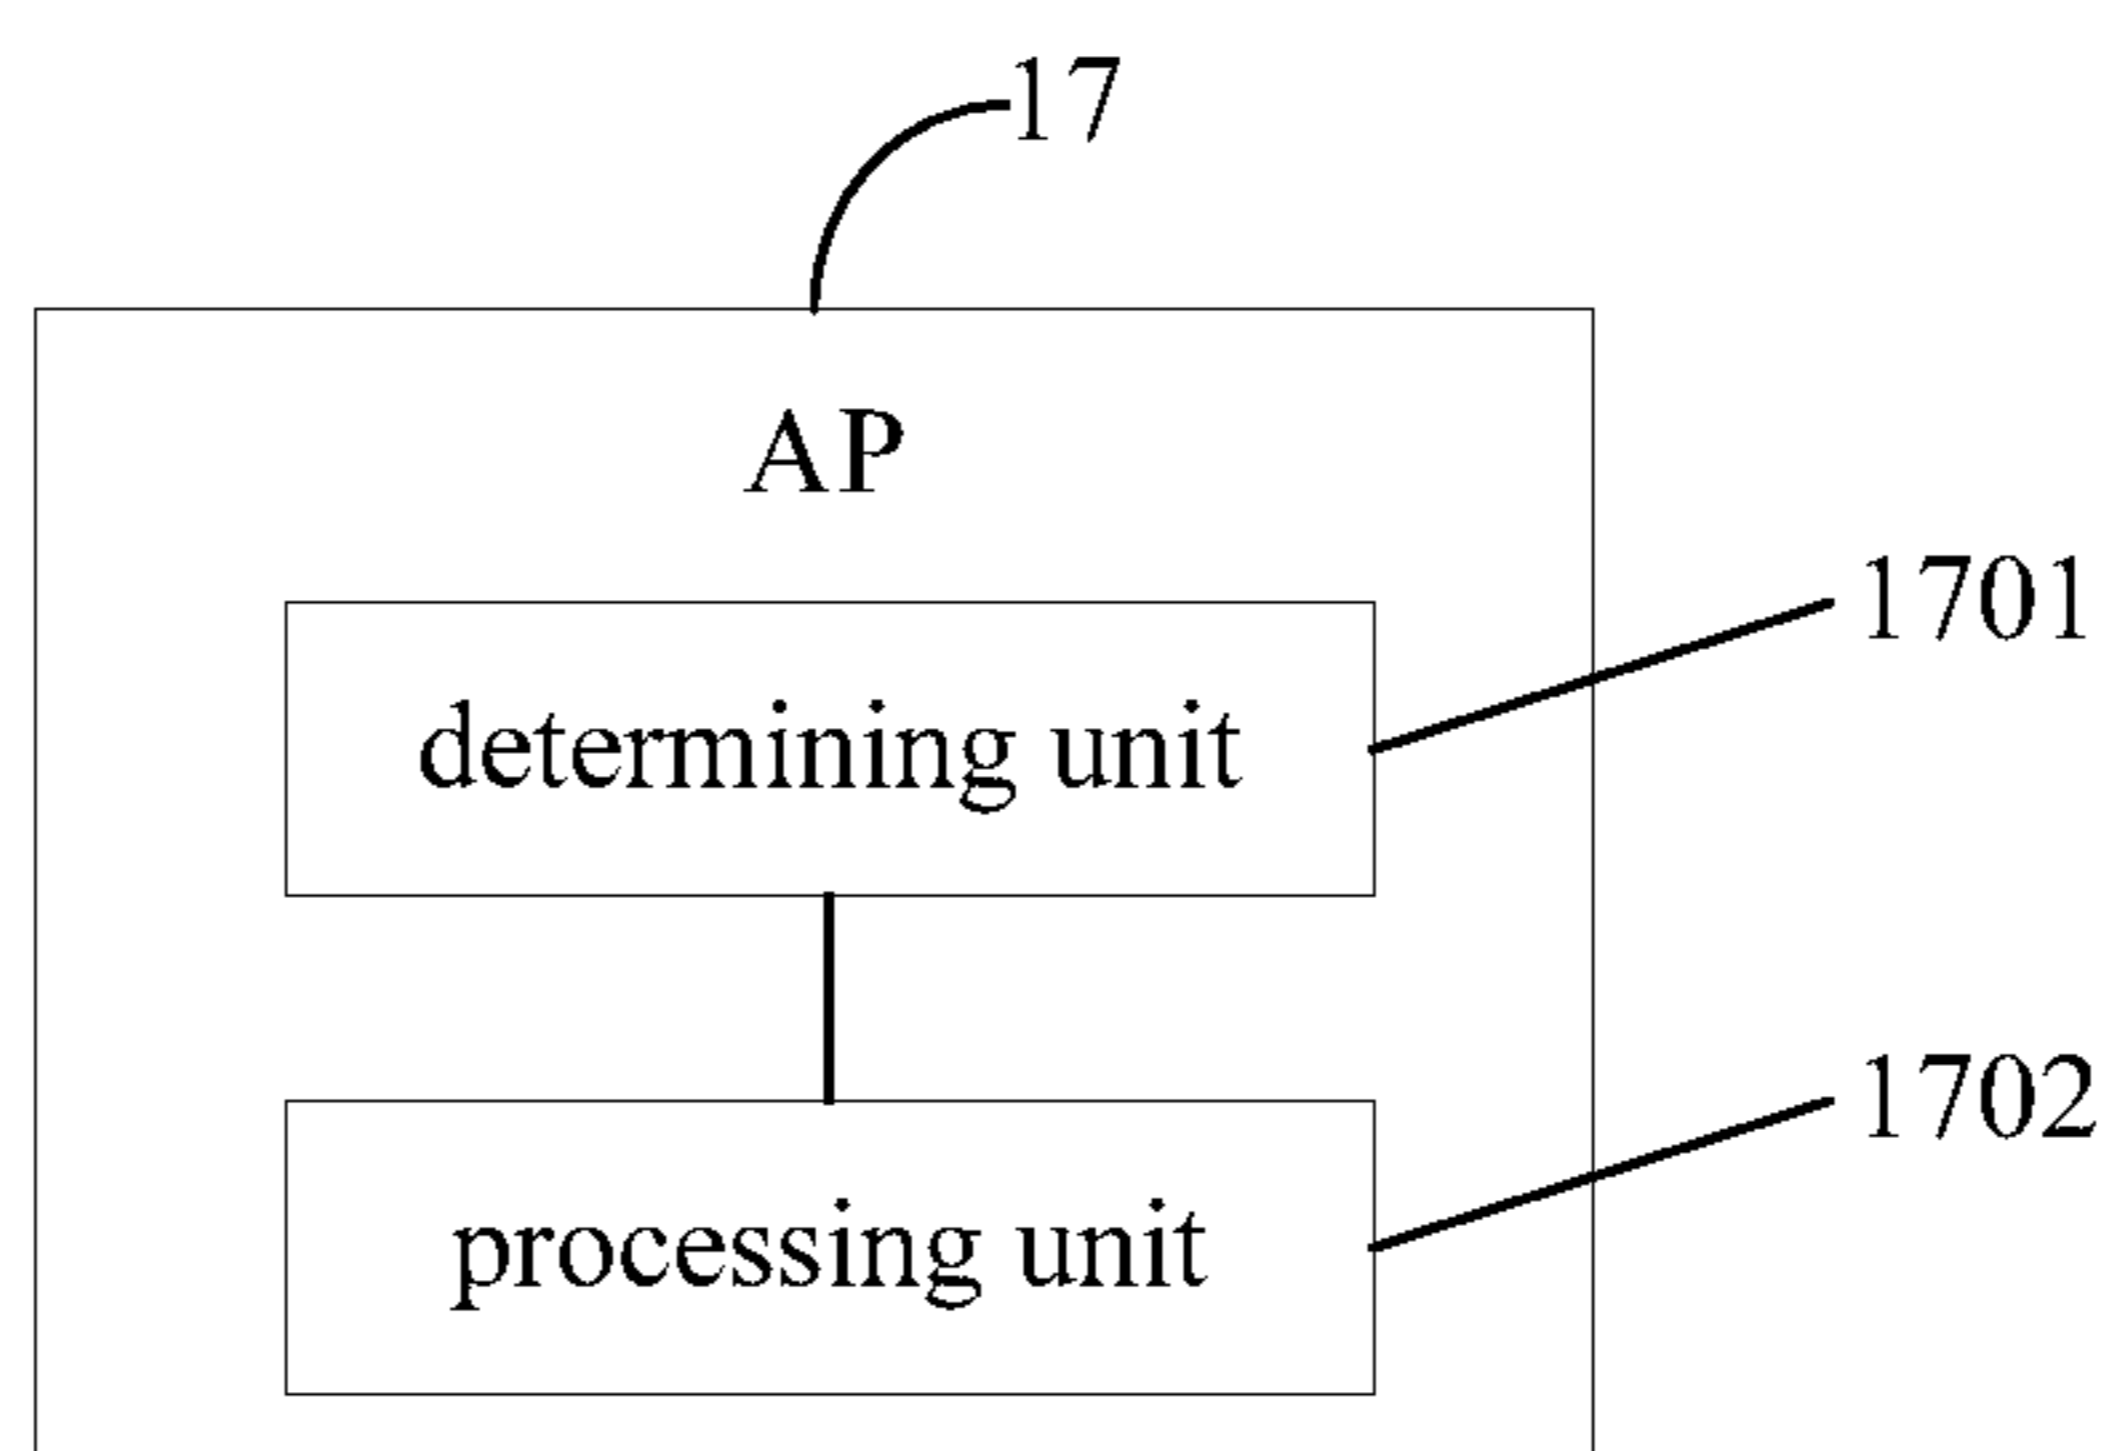 17
AP
1701
determining unit
1702
processing unit